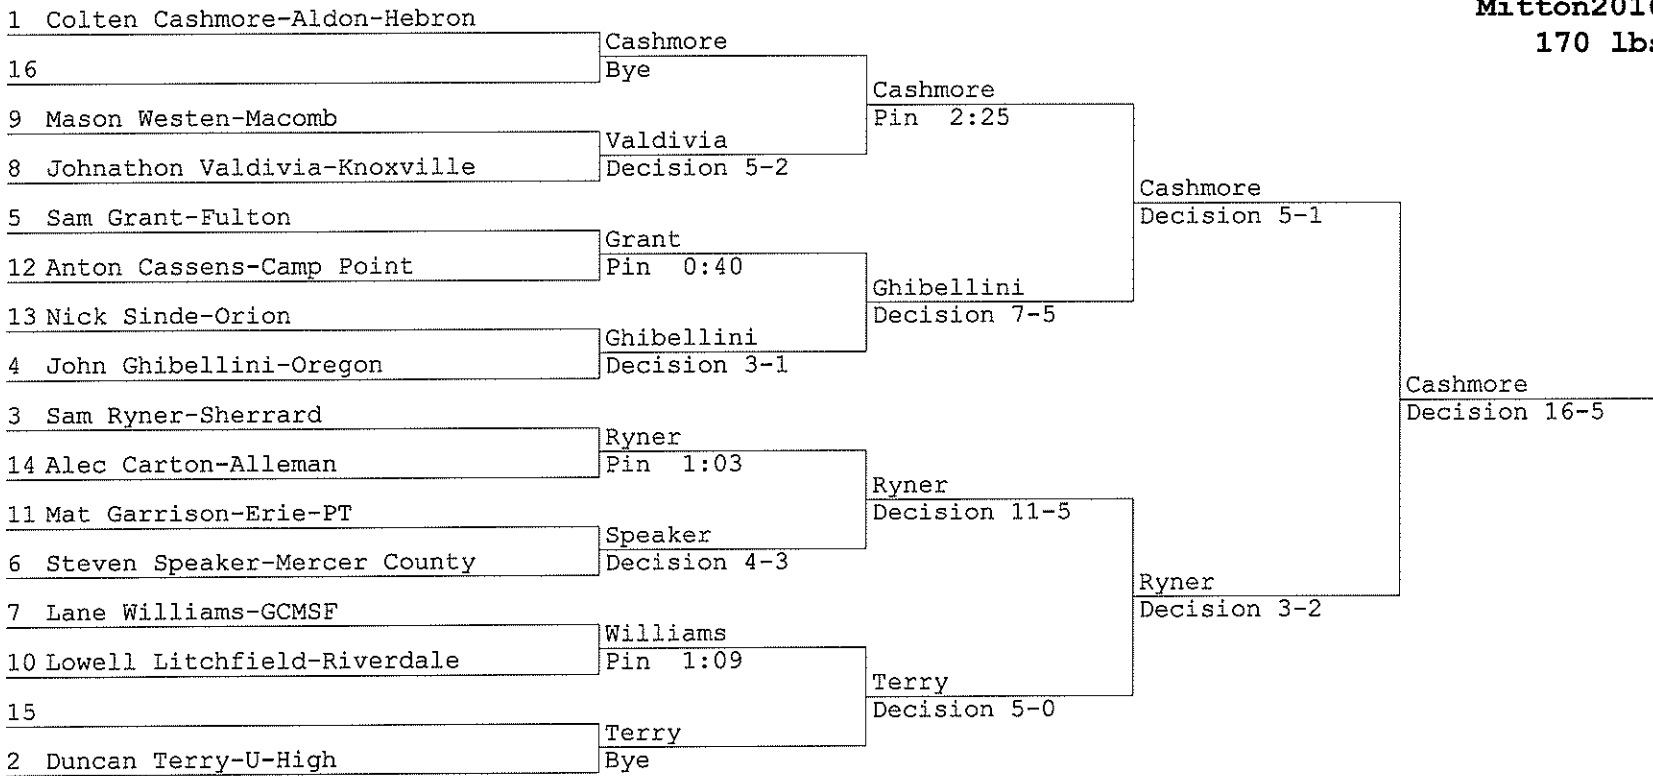 Mitton2016
170 lbs
1 Colten Cashmore-Aldon-Hebron
16
9 Mason Westen-Macomb
8 Johnathon Valdivia-Knoxville
5 Sam Grant-Fulton
12 Anton Cassens-Camp Point
13 Nick Sinde-Orion
4 John Ghibellini-Oregon
3 Sam Ryner-Sherrard
14 Alec Carton-Alleman
11 Mat Garrison-Erie-PT
6 Steven Speaker-Mercer County
7 Lane Williams-GCMSF
10 Lowell Litchfield-Riverdale
15
2 Duncan Terry-U-High
Cashmore
Bye
Valdivia
Decision 5-2
Grant
Pin 0:40
Ghibellini
Decision 3-1
Ryner
Pin 1:03
Speaker
Decision 4-3
Williams
Pin 1:09
Terry
Bye
Cashmore
Pin 2:25
Ghibellini
Decision 7-5
Ryner
Decision 11-5
Terry
Decision 5-0
Cashmore
Decision 5-1
Ryner
Decision 3-2
Cashmore
Decision 16-5